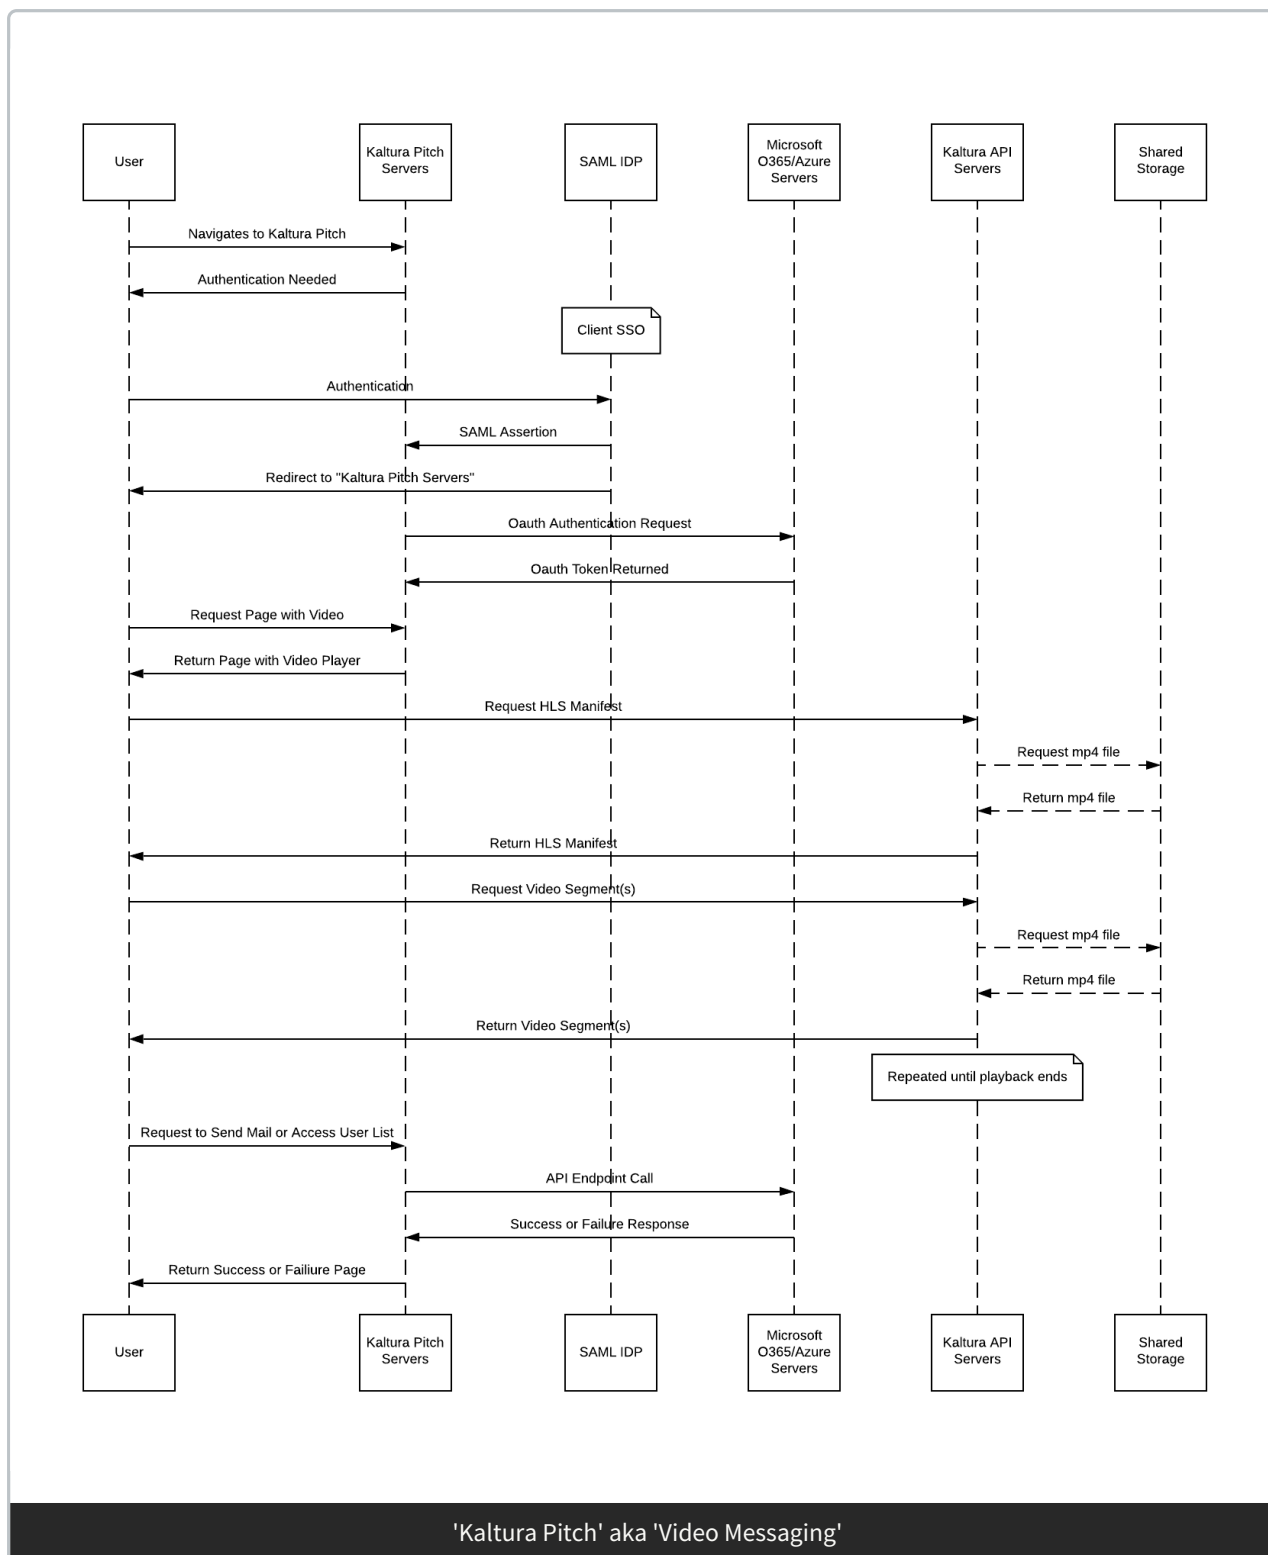 User
Kaltura Pitch
Servers
SAML IDP
Microsoft
O365/Azure
Servers
Kaltura API
Servers
Shared
Storage
Navigates to Kaltura Pitch
Authentication Needed
Client SSO
Authentication
SAML Assertion
Redirect to "Kaltura Pitch Servers"
Oauth Authentication Request
Oauth Token Returned
Request Page with Video
Return Page with Video Player
Request HLS Manifest
Request mp4 file
Return mp4 file
Return HLS Manifest
Request Video Segment(s)
Request mp4 file
Return mp4 file
Return Video Segment(s)
Repeated until playback ends
Request to Send Mail or Access User List
API Endpoint Call
Success or Failure Response
Return Success or Failiure Page
User
Kaltura Pitch
Servers
SAML IDP
Microsoft
O365/Azure
Servers
Kaltura API
Servers
Shared
Storage
'Kaltura Pitch' aka 'Video Messaging'